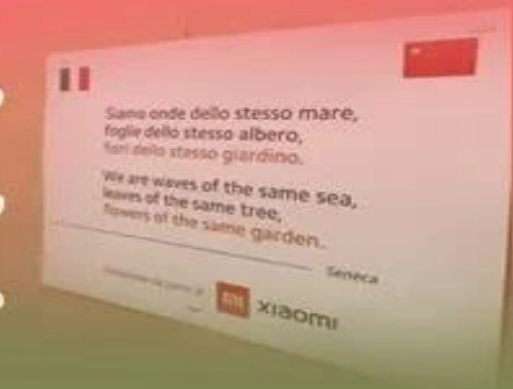 Siamo onde dello stesso mare,
foglie dello stesso albero,
fiori dello stesso giardino.
We are waves of the same sea,
leaves of the same tree,
flowers of the same garden.
Seneca
mi xiaomi